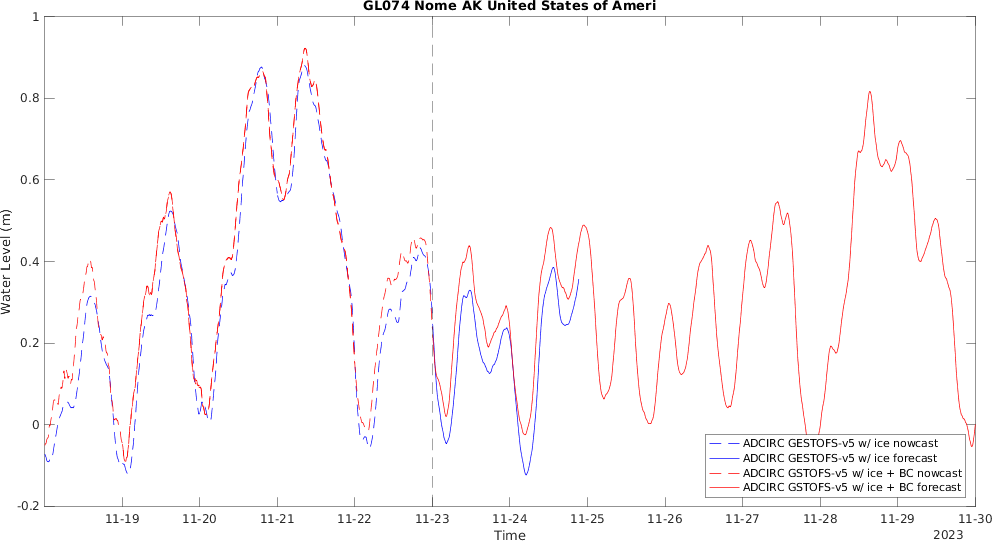 GL074 Nome AK United States of Ameri
1
0.8
0.6
0.4
0.2
0
-0.2
Water Level (m)
ADCIRC GESTOFS-v5 w/ ice nowcast
ADCIRC GESTOFS-v5 w/ ice forecast
ADCIRC GSTOFS-v5 w/ ice + BC nowcast
ADCIRC GSTOFS-v5 w/ ice + BC forecast
11-19 11-20 11-21 11-22 11-23 11-24 11-25 11-26 11-27 11-28 11-29 11-30
Time
2023